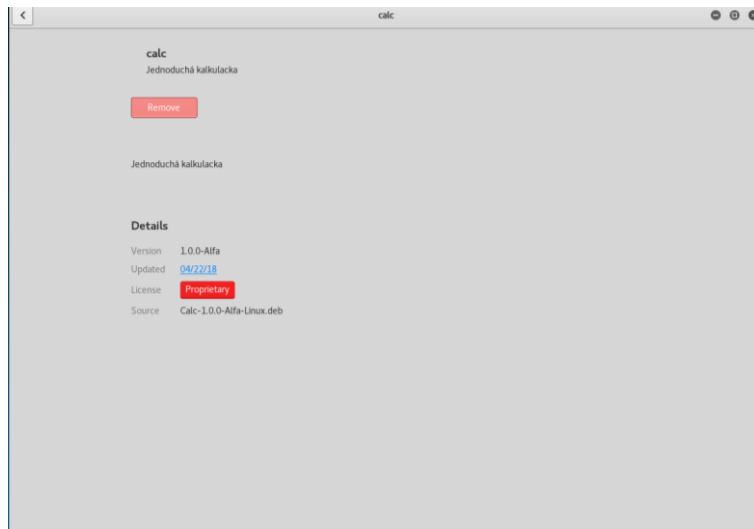 calc
calc
Jednoduchá kalkulacka
Remove
Jednoduchá kalkulacka
Details
Version 1.0.0-Alfa
Updated 04/22/18
License Proprietary
Source Calc-1.0.0-Alfa-Linux.deb